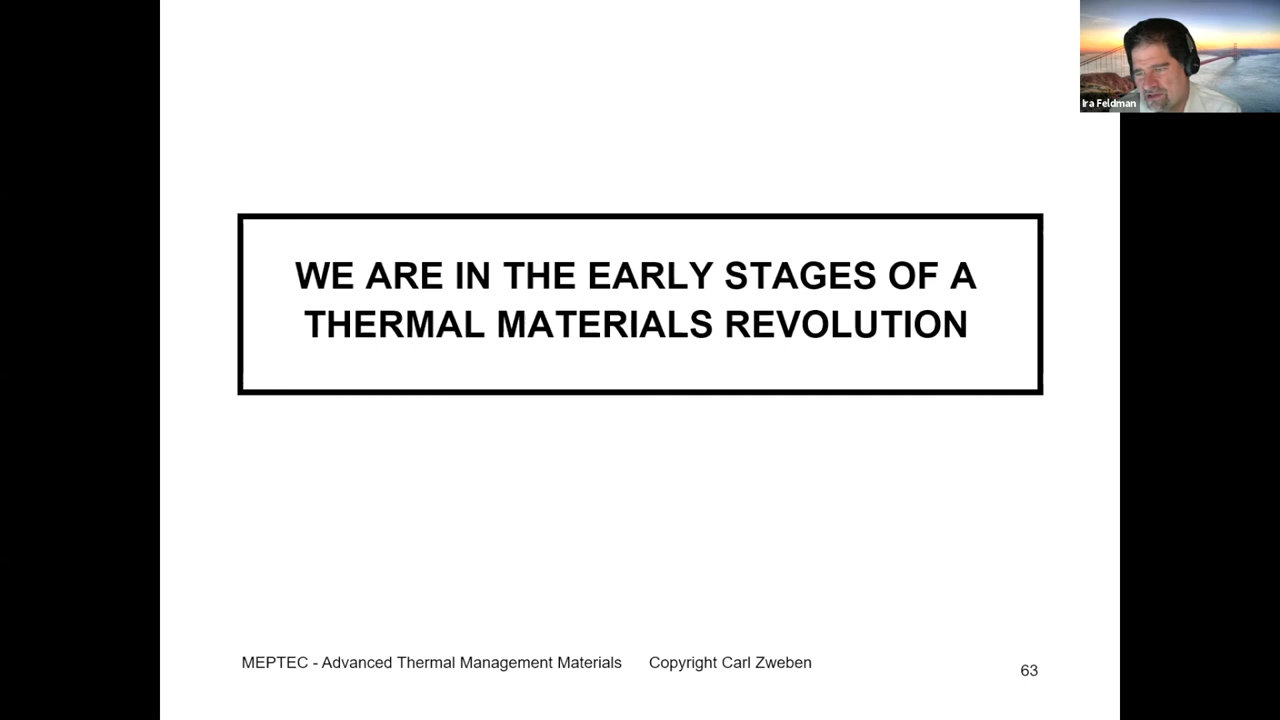 Ira Feldman
WE ARE IN THE EARLY STAGES OF A
THERMAL MATERIALS REVOLUTION
MEPTEC - Advanced Thermal Management Materials Copyright Carl Zweben
63